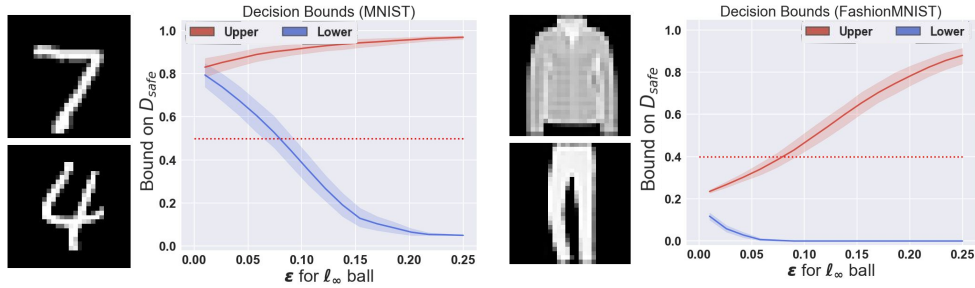 Decision Bounds (MNIST)
Upper Lower
Bound on D_safe
1.0
0.8
0.6
0.4
0.2
0.0
0.00 0.05 0.10 0.15 0.20 0.25
ε for ℓ∞ ball
7
4
Decision Bounds (FashionMNIST)
Upper Lower
Bound on D_safe
1.0
0.8
0.6
0.4
0.2
0.0
0.00 0.05 0.10 0.15 0.20 0.25
ε for ℓ∞ ball